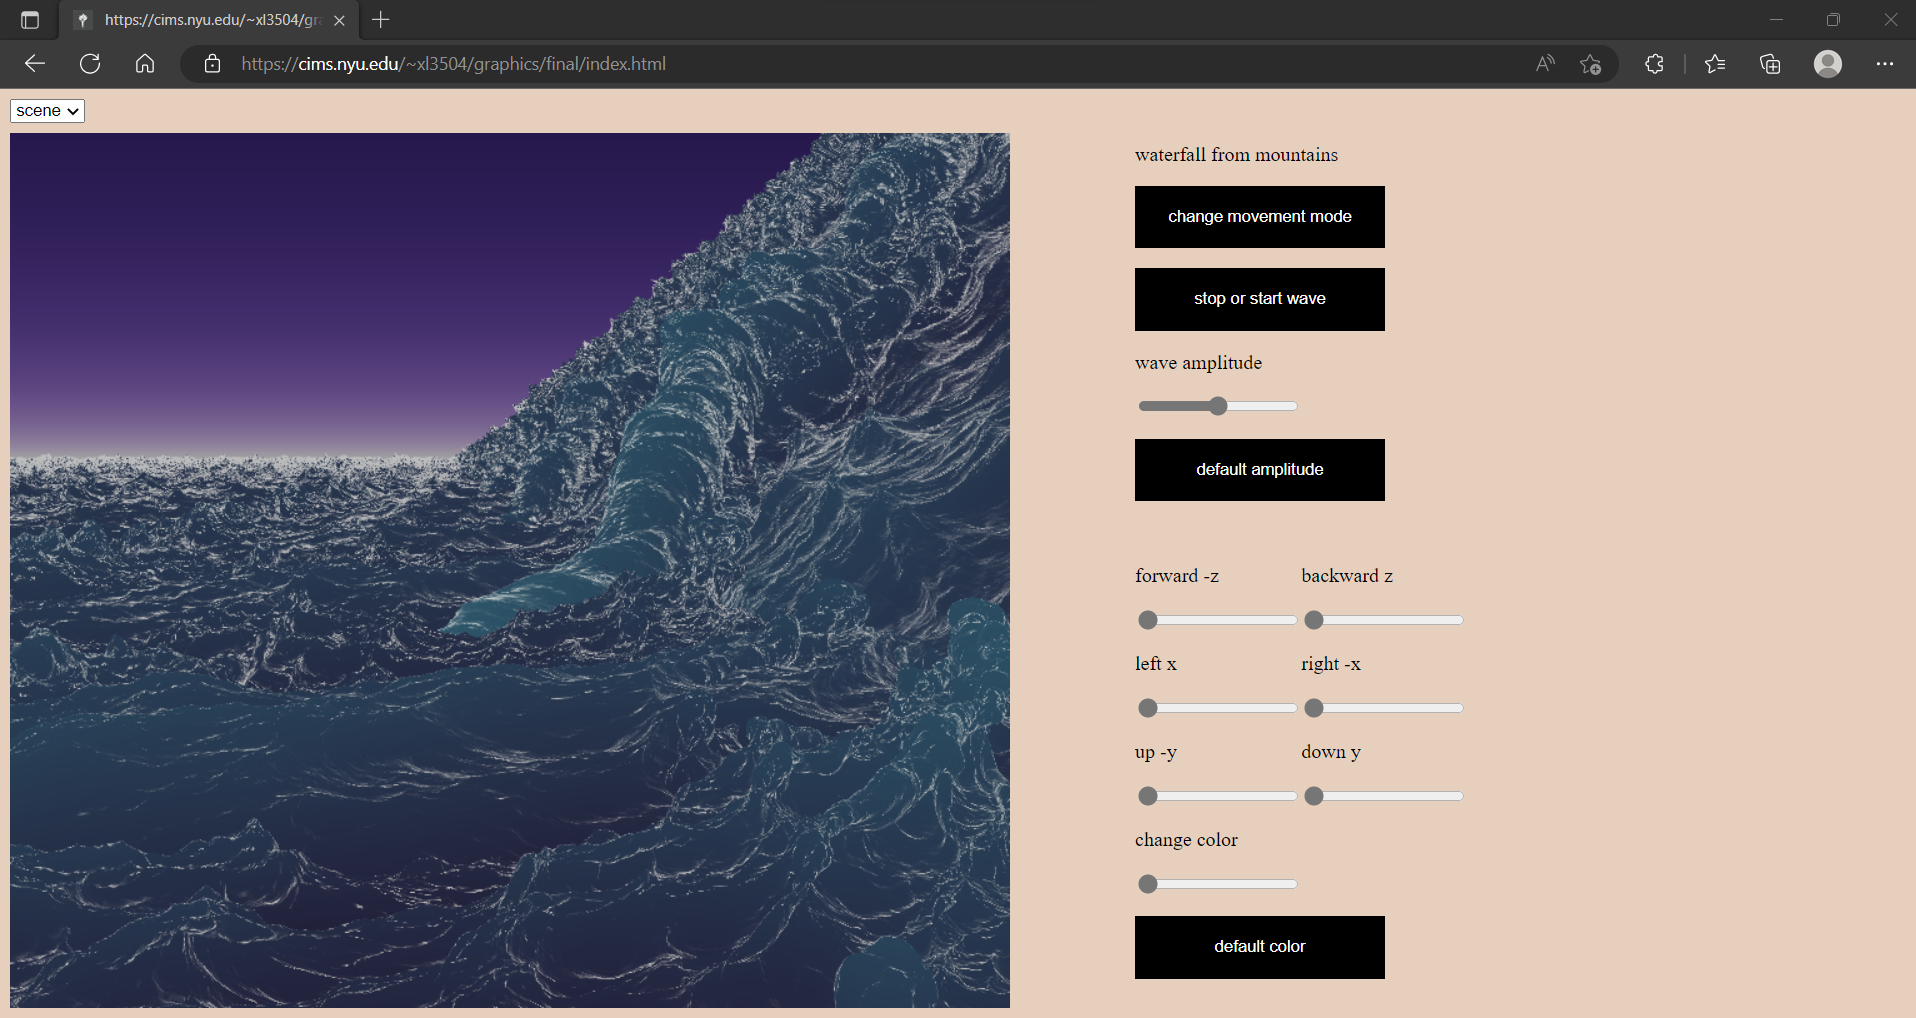 https://cims.nyu.edu/~xl3504/gr
https://cims.nyu.edu/~xl3504/graphics/final/index.html
scene
waterfall from mountains
change movement mode
stop or start wave
wave amplitude
default amplitude
forward -z backward z
left x right -x
up -y down y
change color
default color